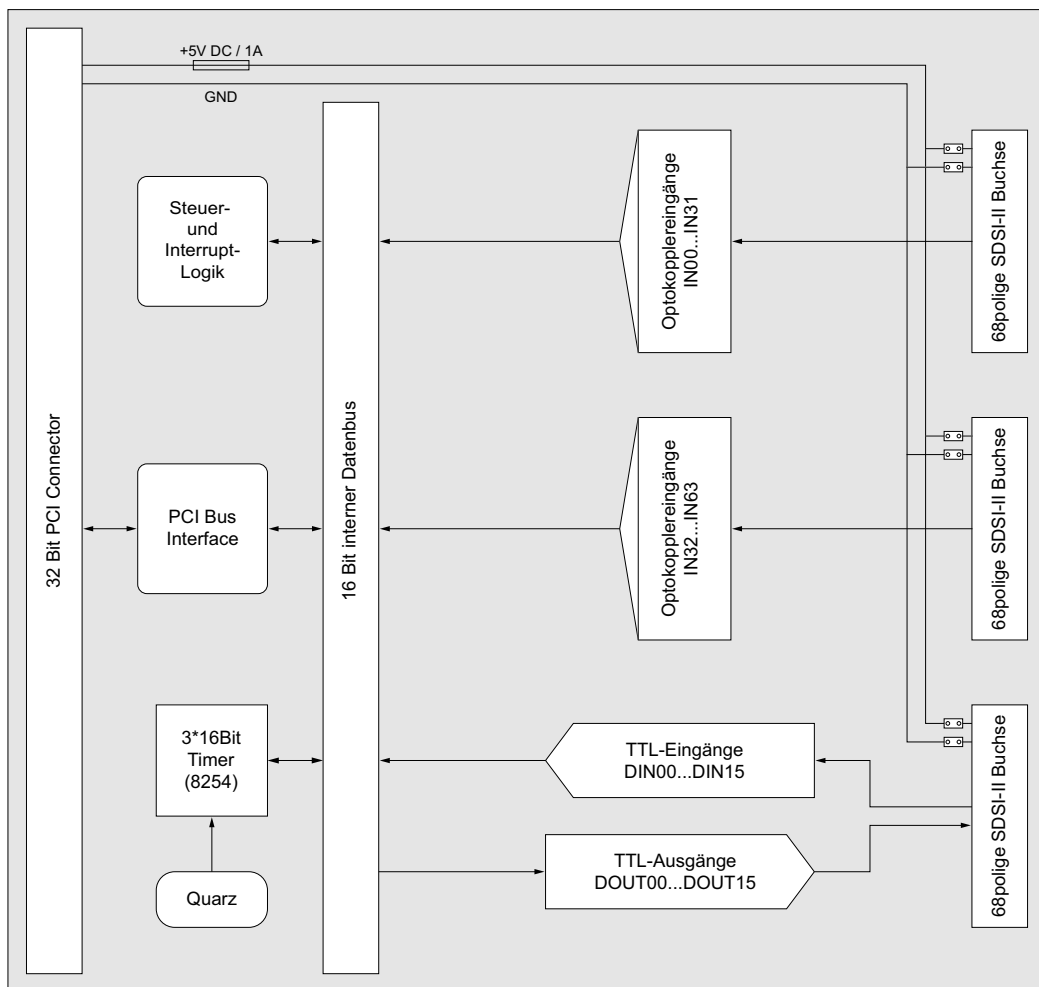 +5V DC / 1A
GND
32 Bit PCI Connector
16 Bit interner Datenbus
Steuer-
und
Interrupt-
Logik
Optokopplereingänge
IN00...IN31
68polige SDSI-II Buchse
PCI Bus
Interface
Optokopplereingänge
IN32...IN63
68polige SDSI-II Buchse
3*16Bit
Timer
(8254)
TTL-Eingänge
DIN00...DIN15
68polige SDSI-II Buchse
TTL-Ausgänge
DOUT00...DOUT15
Quarz